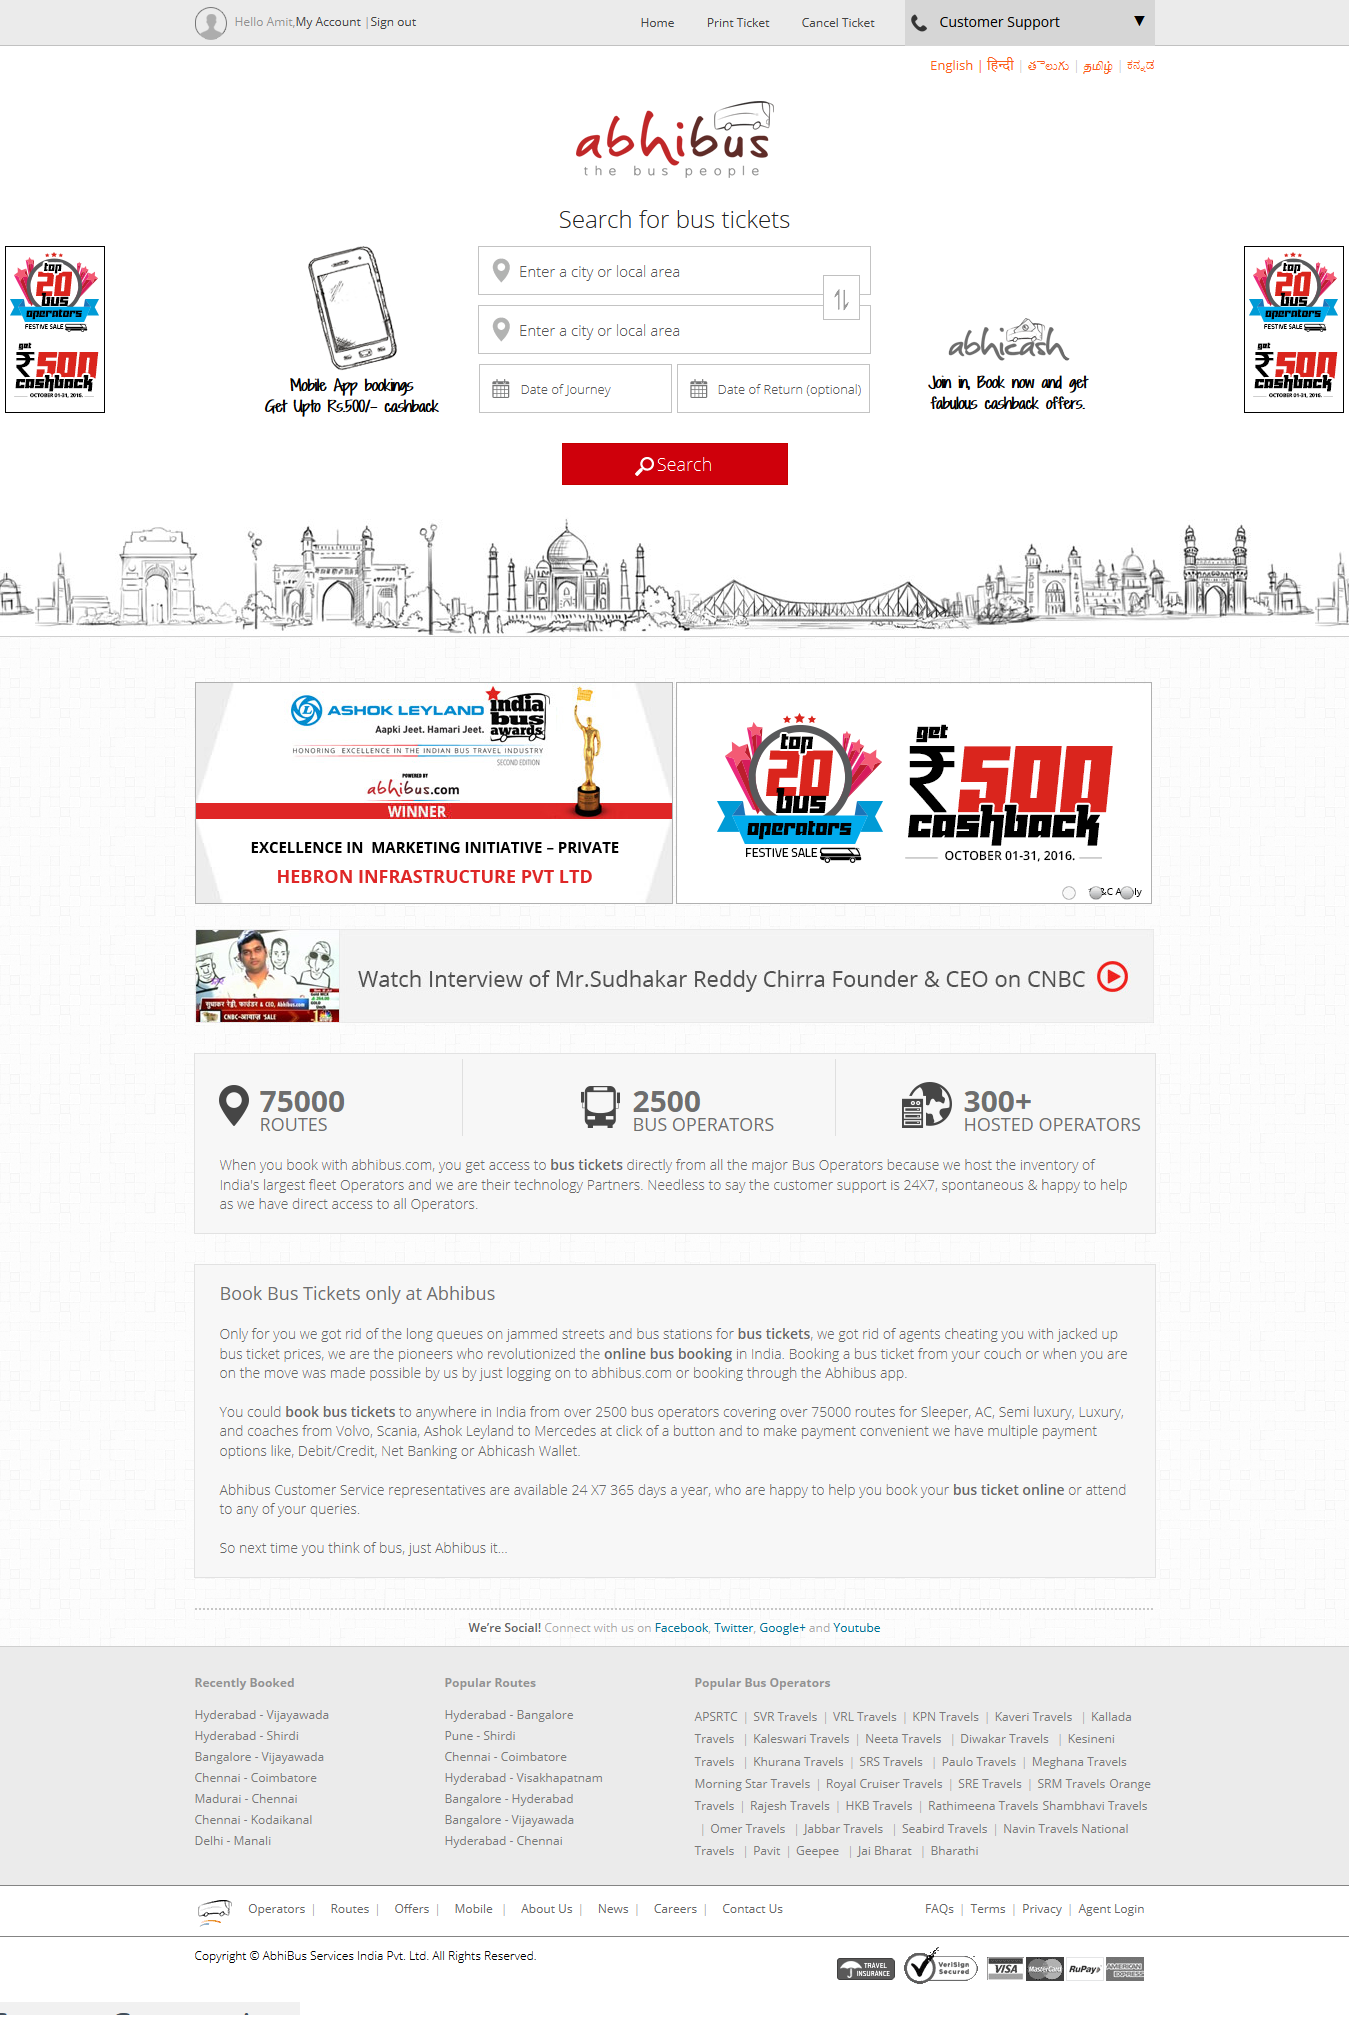 Hello Amit,My Account |Sign out
Home Print Ticket Cancel Ticket
Customer Support
English | हिन्दी | తెలుగు | தமிழ் | ಕನ್ನಡ
abhibus
the bus people
Search for bus tickets
top
20
bus
operators
FESTIVE SALE
get
₹500
cashback
OCTOBER 01-31, 2016.
Mobile App bookings
Get Upto Rs.500/- cashback
Enter a city or local area
Enter a city or local area
Date of Journey
Date of Return (optional)
Search
abhicash
Join in, Book now and get
fabulous cashback offers.
top
20
bus
operators
FESTIVE SALE
get
₹500
cashback
OCTOBER 01-31, 2016.
ASHOK LEYLAND
Aapki Jeet. Hamari Jeet.
india
bus
awards
HONORING EXCELLENCE IN THE INDIAN BUS TRAVEL INDUSTRY
SECOND EDITION
POWERED BY
abhibus.com
WINNER
EXCELLENCE IN MARKETING INITIATIVE – PRIVATE
HEBRON INFRASTRUCTURE PVT LTD
top
20
bus
operators
FESTIVE SALE
get
₹500
cashback
OCTOBER 01-31, 2016.
सुधाकर रेड्डी, फाउंडर & CEO, Abhibus.com
CNBC-आवाज़ SALE
Watch Interview of Mr.Sudhakar Reddy Chirra Founder & CEO on CNBC
75000
ROUTES
2500
BUS OPERATORS
300+
HOSTED OPERATORS
When you book with abhibus.com, you get access to bus tickets directly from all the major Bus Operators because we host the inventory of
India's largest fleet Operators and we are their technology Partners. Needless to say the customer support is 24X7, spontaneous & happy to help
as we have direct access to all Operators.
Book Bus Tickets only at Abhibus
Only for you we got rid of the long queues on jammed streets and bus stations for bus tickets, we got rid of agents cheating you with jacked up
bus ticket prices, we are the pioneers who revolutionized the online bus booking in India. Booking a bus ticket from your couch or when you are
on the move was made possible by us by just logging on to abhibus.com or booking through the Abhibus app.
You could book bus tickets to anywhere in India from over 2500 bus operators covering over 75000 routes for Sleeper, AC, Semi luxury, Luxury,
and coaches from Volvo, Scania, Ashok Leyland to Mercedes at click of a button and to make payment convenient we have multiple payment
options like, Debit/Credit, Net Banking or Abhicash Wallet.
Abhibus Customer Service representatives are available 24 X7 365 days a year, who are happy to help you book your bus ticket online or attend
to any of your queries.
So next time you think of bus, just Abhibus it...
We're Social! Connect with us on Facebook, Twitter, Google+ and Youtube
Recently Booked
Hyderabad - Vijayawada
Hyderabad - Shirdi
Bangalore - Vijayawada
Chennai - Coimbatore
Madurai - Chennai
Chennai - Kodaikanal
Delhi - Manali
Popular Routes
Hyderabad - Bangalore
Pune - Shirdi
Chennai - Coimbatore
Hyderabad - Visakhapatnam
Bangalore - Hyderabad
Bangalore - Vijayawada
Hyderabad - Chennai
Popular Bus Operators
APSRTC | SVR Travels | VRL Travels | KPN Travels | Kaveri Travels | Kallada
Travels | Kaleswari Travels | Neeta Travels | Diwakar Travels | Kesineni
Travels | Khurana Travels | SRS Travels | Paulo Travels | Meghana Travels
Morning Star Travels | Royal Cruiser Travels | SRE Travels | SRM Travels Orange
Travels | Rajesh Travels | HKB Travels | Rathimeena Travels Shambhavi Travels
| Omer Travels | Jabbar Travels | Seabird Travels | Navin Travels National
Travels | Pavit | Geepee | Jai Bharat | Bharathi
Operators | Routes | Offers | Mobile | About Us | News | Careers | Contact Us
FAQs | Terms | Privacy | Agent Login
Copyright © AbhiBus Services India Pvt. Ltd. All Rights Reserved.
TRAVEL
INSURANCE
VeriSign
Secured
VISA
MasterCard
RuPay
AMERICAN
EXPRESS